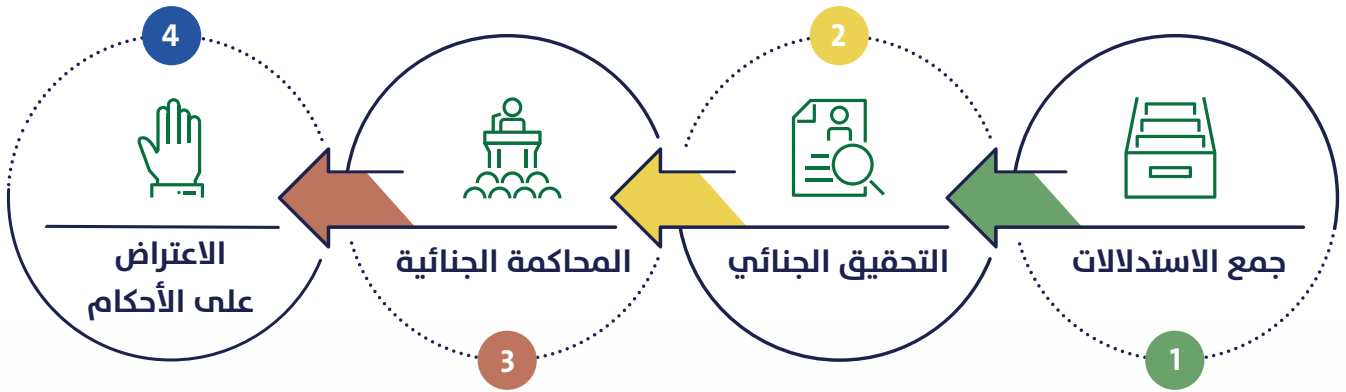 1
جمع الاستدلالات
2
التحقيق الجنائي
3
المحاكمة الجنائية
4
الاعتراض
على الأحكام